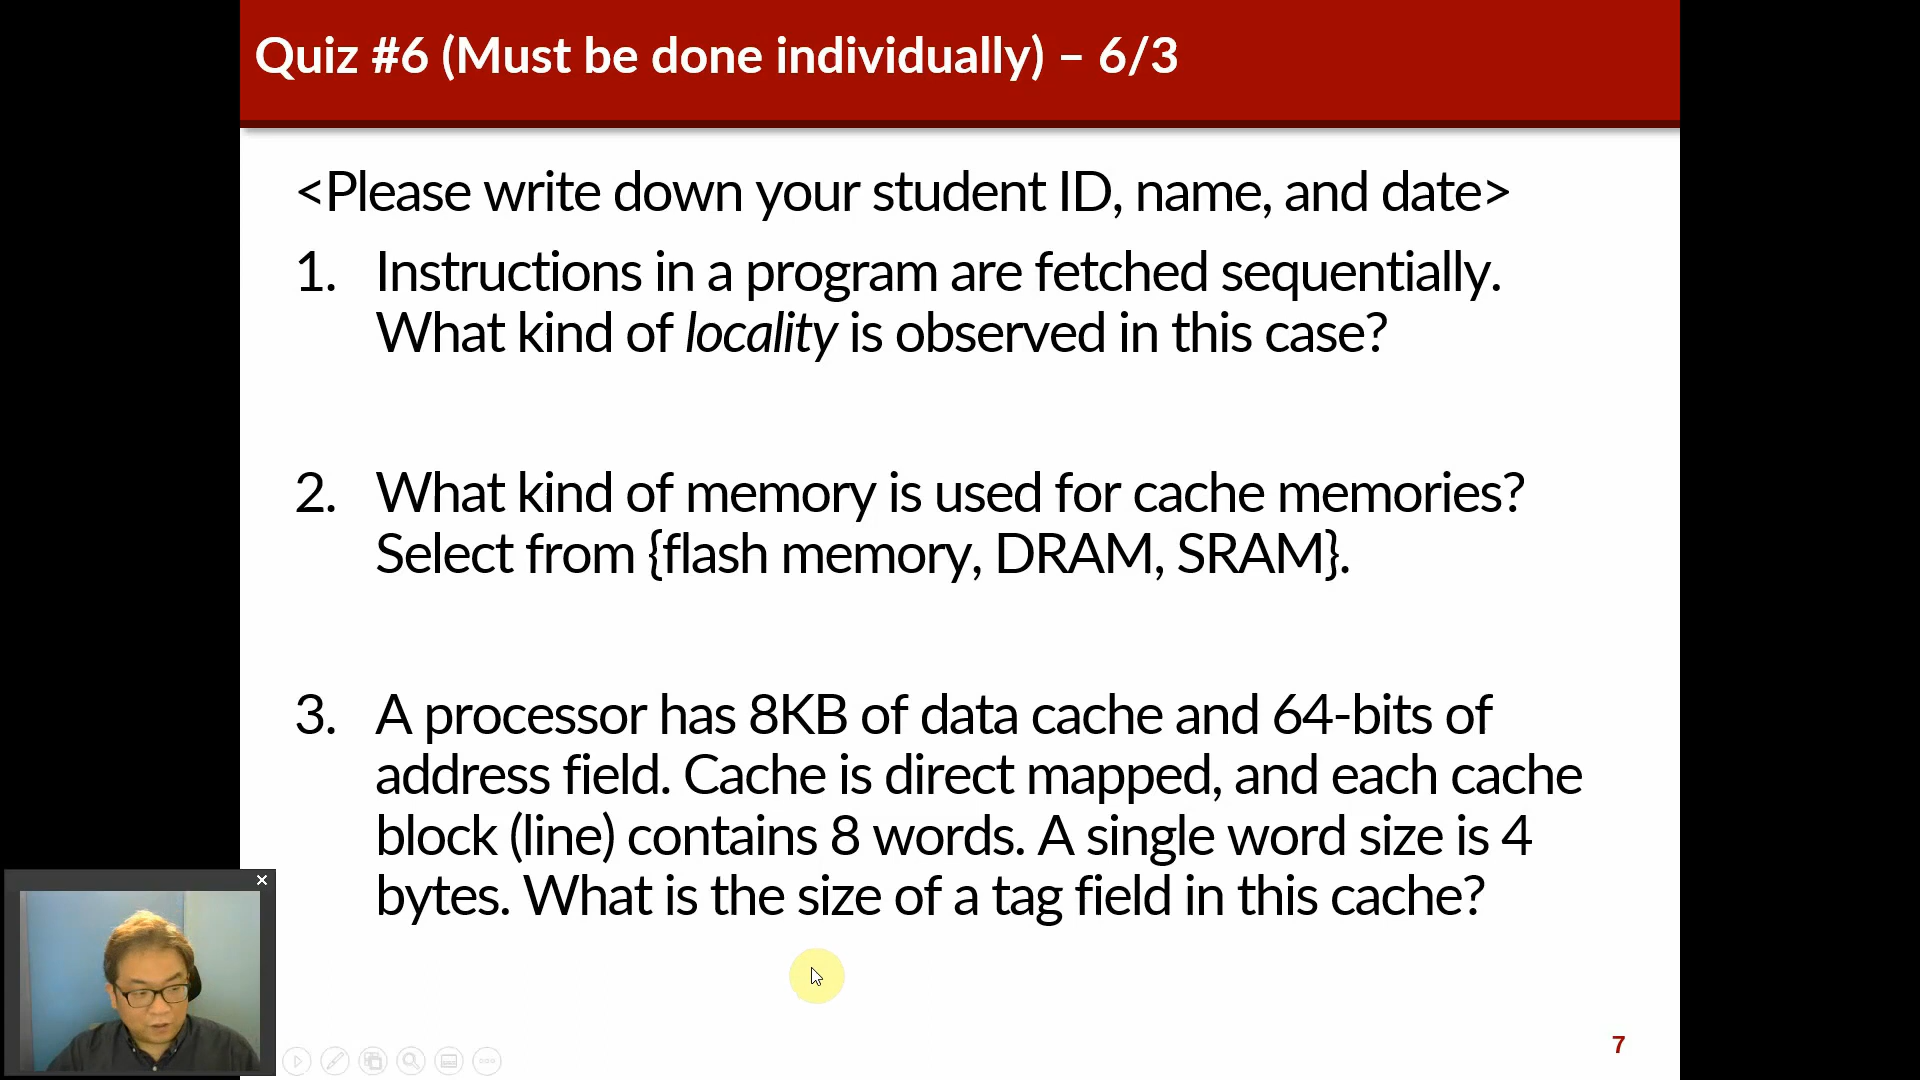 Quiz #6 (Must be done individually) – 6/3
<Please write down your student ID, name, and date>
1. Instructions in a program are fetched sequentially.
What kind of locality is observed in this case?
2. What kind of memory is used for cache memories?
Select from {flash memory, DRAM, SRAM}.
3. A processor has 8KB of data cache and 64-bits of
address field. Cache is direct mapped, and each cache
block (line) contains 8 words. A single word size is 4
bytes. What is the size of a tag field in this cache?
7